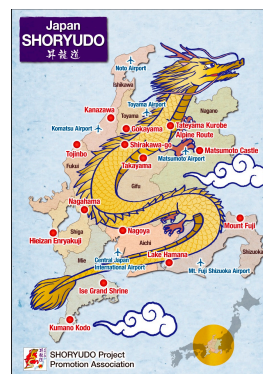 Japan
SHORYUDO
昇龍道
Noto Airport
Ishikawa
Kanazawa
Toyama Airport
Toyama
Nagano
Komatsu Airport
Gokayama
Tateyama Kurobe
Alpine Route
Tojinbo
Shirakawa-go
Matsumoto Castle
Fukui
Takayama
Matsumoto Airport
Gifu
Nagahama
Mount Fuji
Shiga
Nagoya
Hieizan Enryakuji
Aichi
Shizuoka
Mie
Central Japan
International Airport
Lake Hamana
Mt. Fuji Shizuoka Airport
Ise Grand Shrine
Kumano Kodo
SHORYUDO Project
Promotion Association